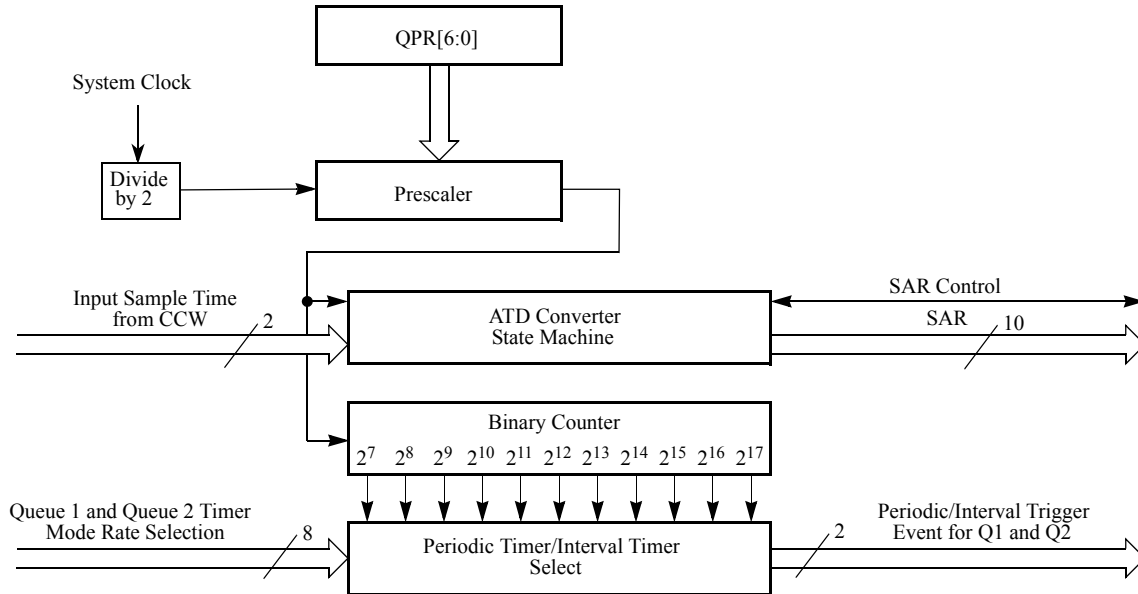 QPR[6:0]
System Clock
Divide
by 2
Prescaler
Input Sample Time
from CCW
2
ATD Converter
State Machine
SAR Control
SAR
10
Binary Counter
2^7 2^8 2^9 2^10 2^11 2^12 2^13 2^14 2^15 2^16 2^17
Queue 1 and Queue 2 Timer
Mode Rate Selection
8
Periodic Timer/Interval Timer
Select
2
Periodic/Interval Trigger
Event for Q1 and Q2